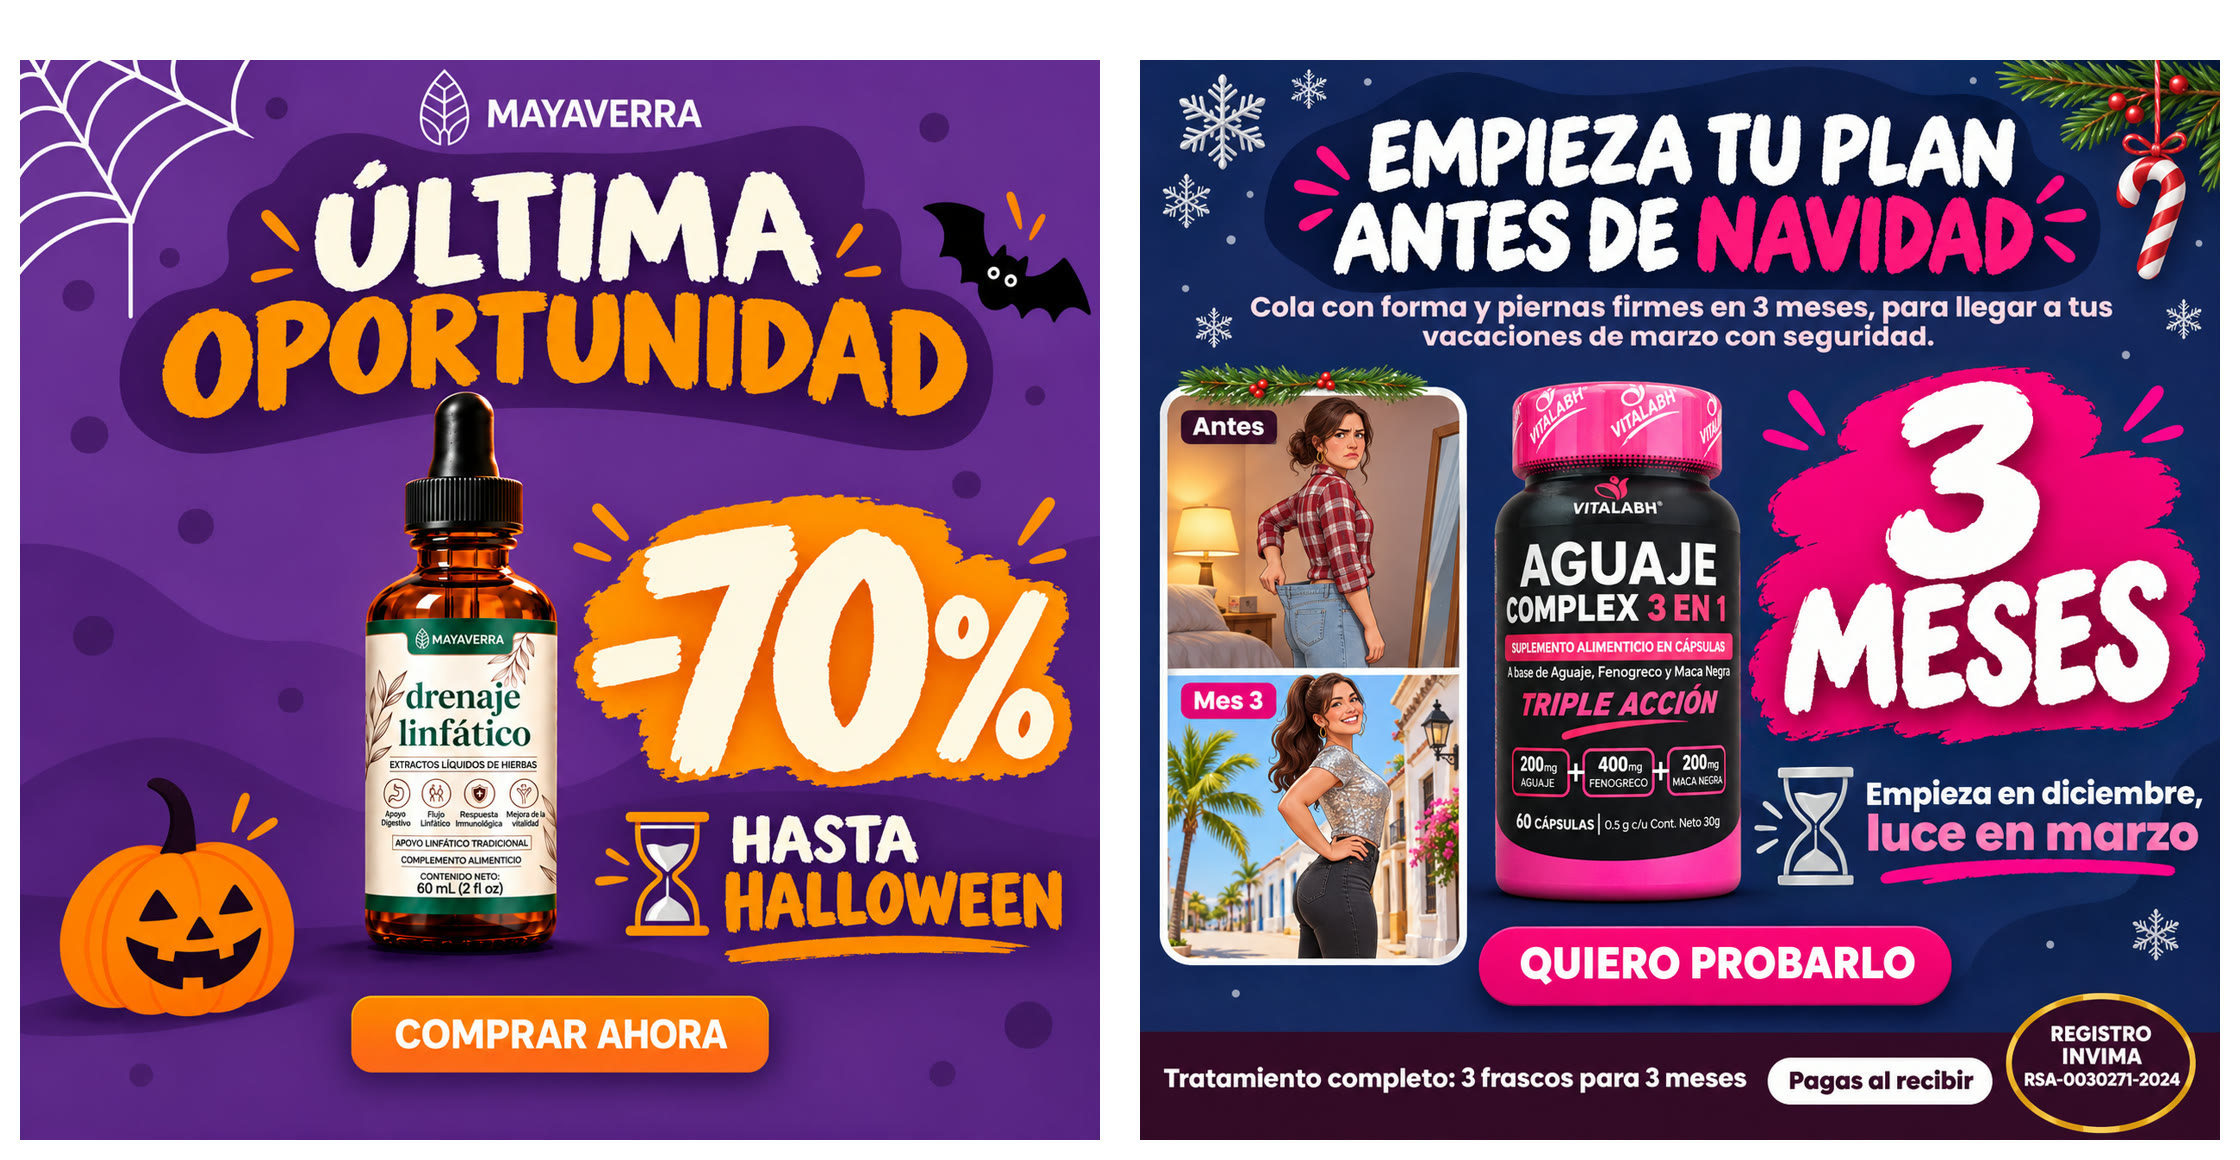 MAYAVERRA
ÚLTIMA
OPORTUNIDAD
MAYAVERRA
drenaje
linfático
EXTRACTOS LÍQUIDOS DE HIERBAS
Apoyo Digestivo
Flujo Linfático
Respuesta Inmunológica
Mejora de la vitalidad
APOYO LINFÁTICO TRADICIONAL
COMPLEMENTO ALIMENTICIO
CONTENIDO NETO:
60 mL (2 fl oz)
-70%
HASTA
HALLOWEEN
COMPRAR AHORA
EMPIEZA TU PLAN
ANTES DE NAVIDAD
Cola con forma y piernas firmes en 3 meses, para llegar a tus
vacaciones de marzo con seguridad.
Antes
Mes 3
VITALABH
VITALABH
VITALA
VITALABH®
AGUAJE
COMPLEX 3 EN 1
SUPLEMENTO ALIMENTICIO EN CÁPSULAS
A base de Aguaje, Fenogreco y Maca Negra
TRIPLE ACCIÓN
200mg AGUAJE + 400mg FENOGRECO + 200mg MACA NEGRA
60 CÁPSULAS | 0.5 g c/u Cont. Neto 30g
3
MESES
Empieza en diciembre,
luce en marzo
QUIERO PROBARLO
Tratamiento completo: 3 frascos para 3 meses
Pagas al recibir
REGISTRO
INVIMA
RSA-0030271-2024